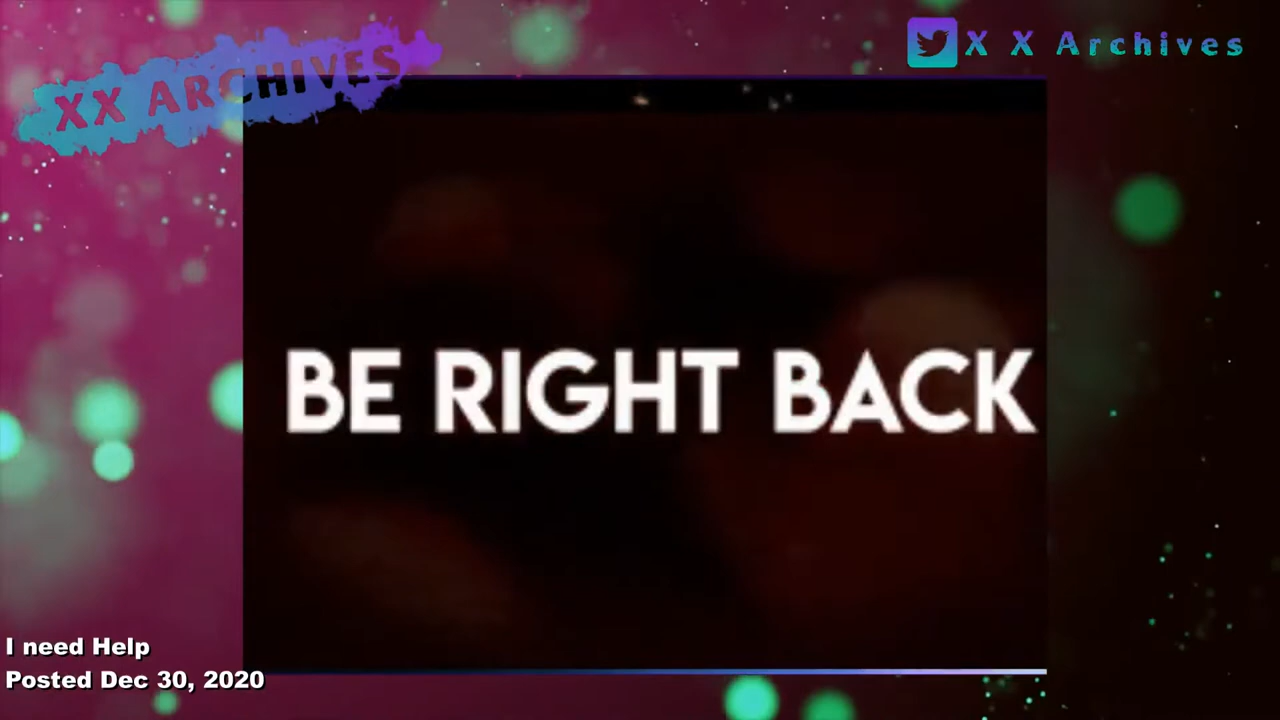 XX ARCHIVES
X X Archives
BE RIGHT BACK
I need Help
Posted Dec 30, 2020